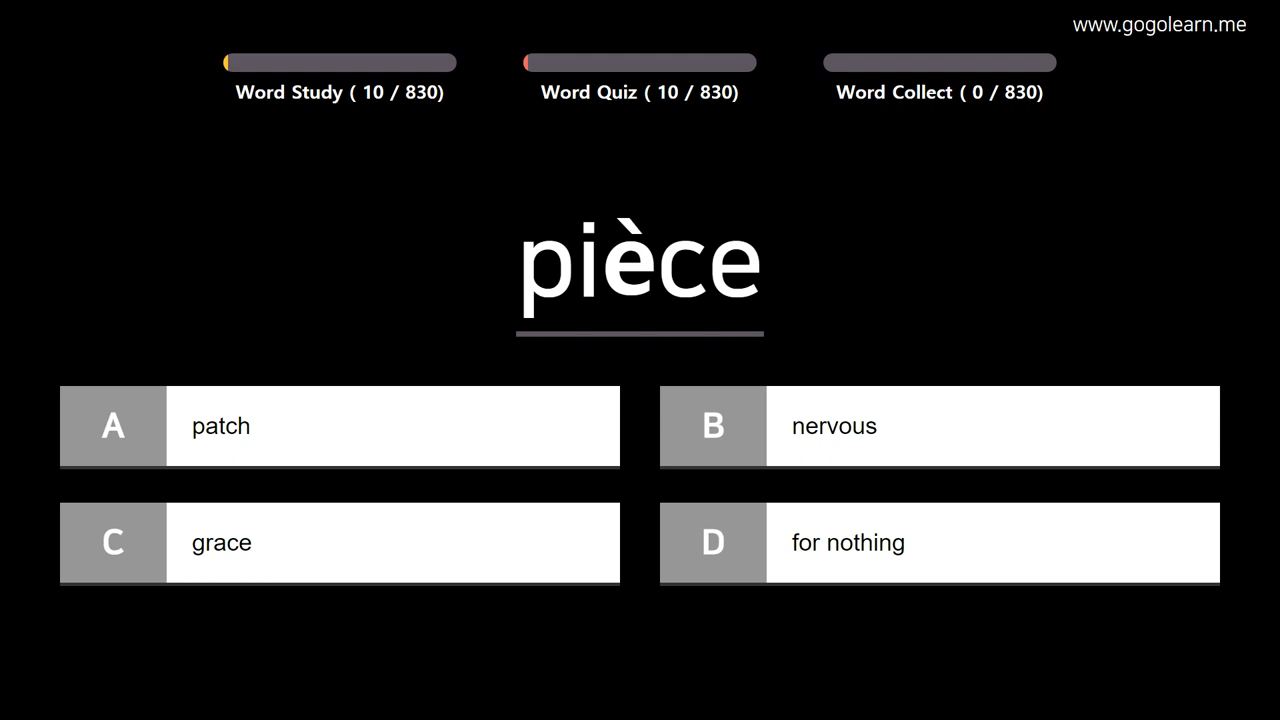 www.gogolearn.me
Word Study ( 10 / 830)
Word Quiz ( 10 / 830)
Word Collect ( 0 / 830)
pièce
A patch
B nervous
C grace
D for nothing